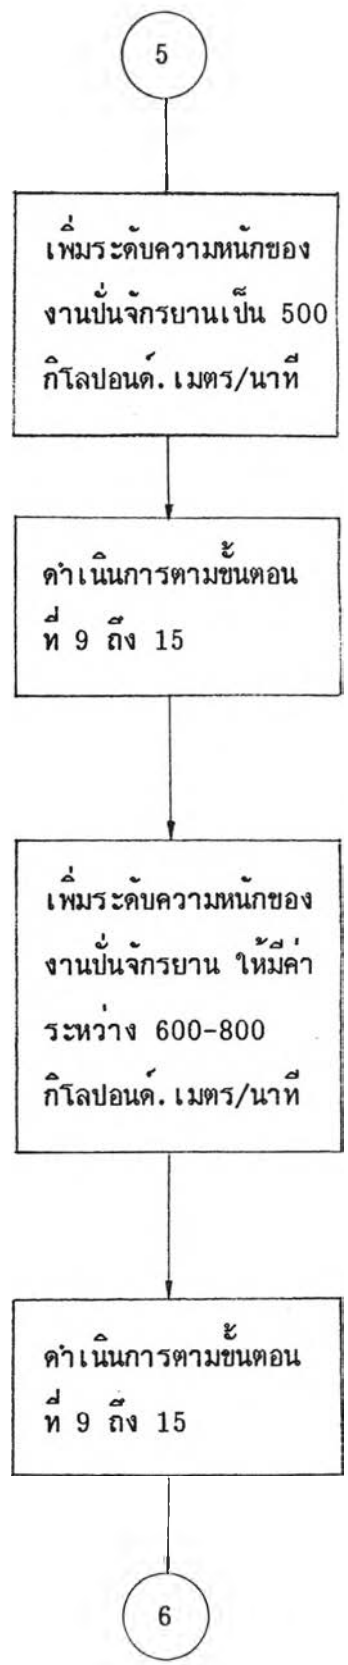 5
เพิ่มระดับความหนักของ
งานปั่นจักรยานเป็น 500
กิโลปอนด์.เมตร/นาที
ดำเนินการตามขั้นตอน
ที่ 9 ถึง 15
เพิ่มระดับความหนักของ
งานปั่นจักรยาน ให้มีค่า
ระหว่าง 600-800
กิโลปอนด์.เมตร/นาที
ดำเนินการตามขั้นตอน
ที่ 9 ถึง 15
6